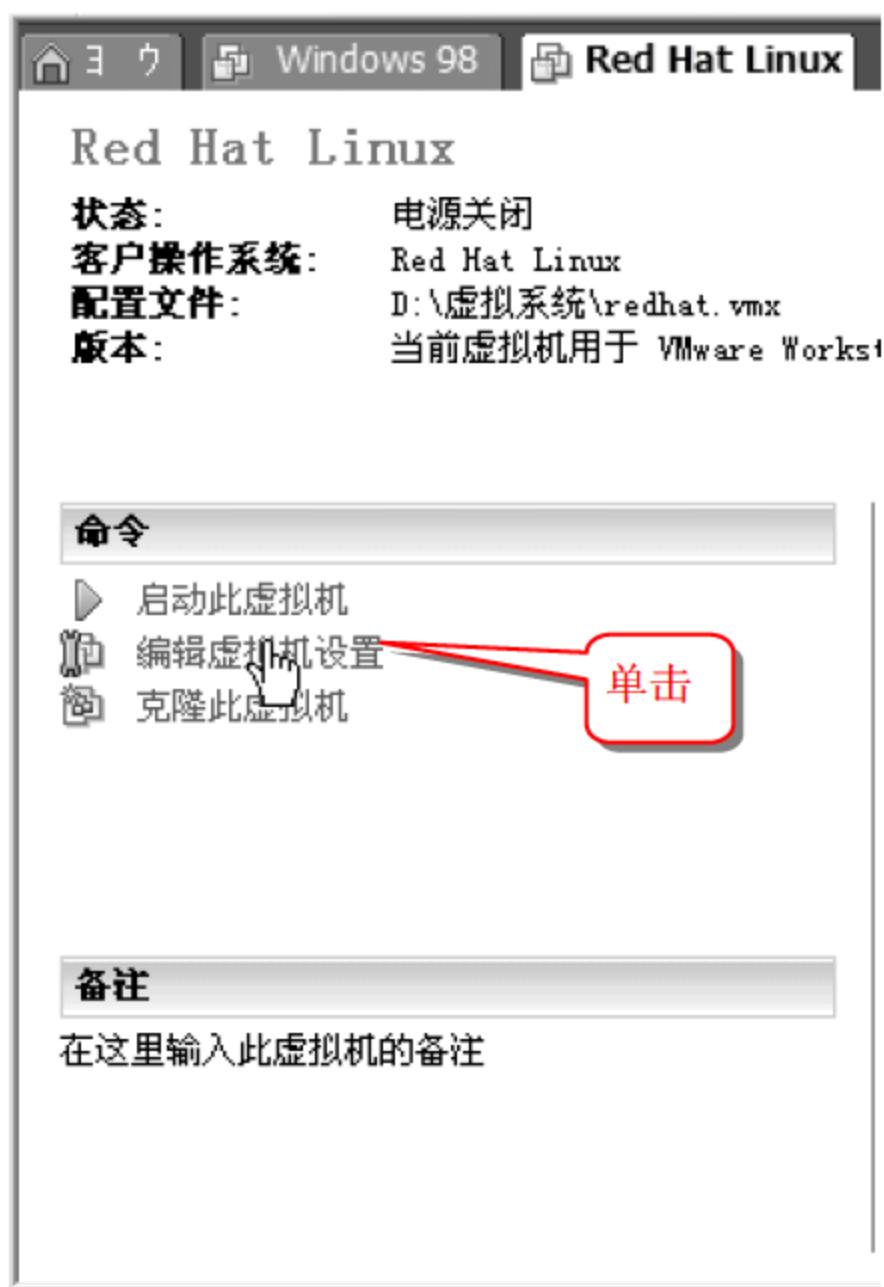 ヨ ウ Windows 98 Red Hat Linux
Red Hat Linux
状态: 电源关闭
客户操作系统: Red Hat Linux
配置文件: D:\虚拟系统\redhat.vmx
版本: 当前虚拟机用于 VMware Works
命令
启动此虚拟机
编辑虚拟机设置
单击
克隆此虚拟机
备注
在这里输入此虚拟机的备注